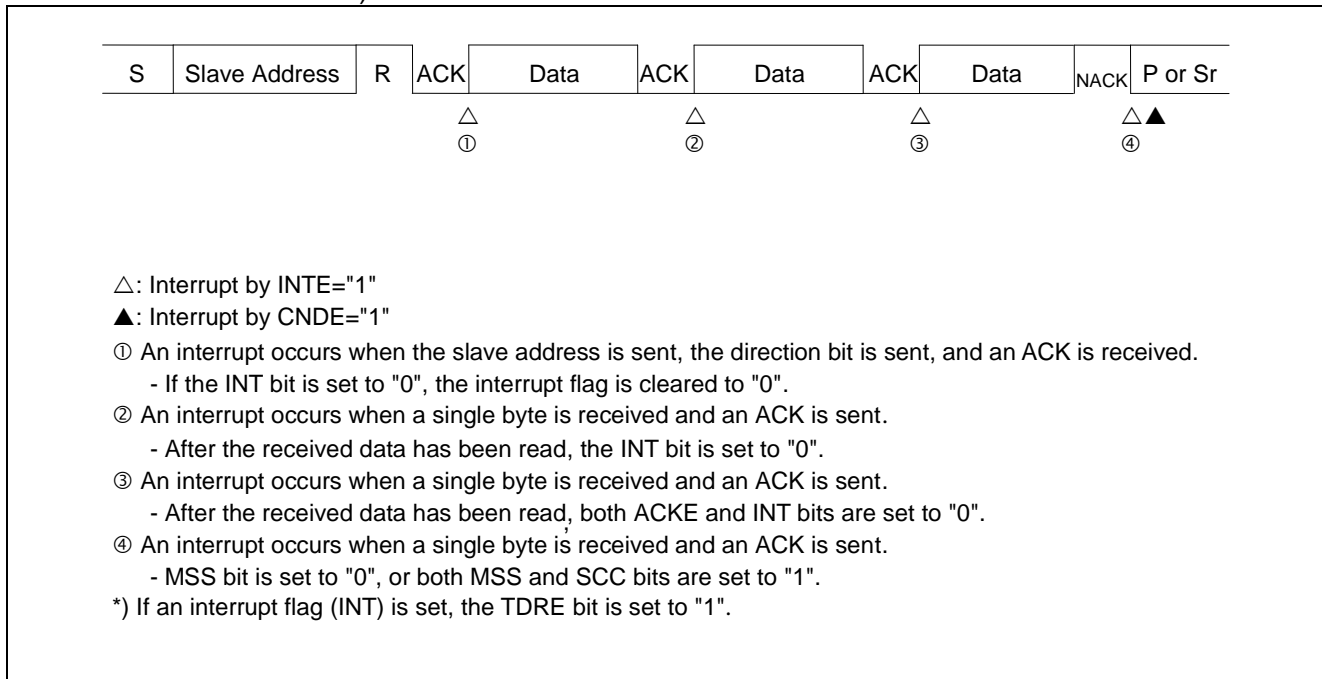 )
S Slave Address R ACK Data ACK Data ACK Data NACK P or Sr
△ △ △ △▲
① ② ③ ④
△: Interrupt by INTE="1"
▲: Interrupt by CNDE="1"
① An interrupt occurs when the slave address is sent, the direction bit is sent, and an ACK is received.
- If the INT bit is set to "0", the interrupt flag is cleared to "0".
② An interrupt occurs when a single byte is received and an ACK is sent.
- After the received data has been read, the INT bit is set to "0".
③ An interrupt occurs when a single byte is received and an ACK is sent.
- After the received data has been read, both ACKE and INT bits are set to "0".
,
④ An interrupt occurs when a single byte is received and an ACK is sent.
- MSS bit is set to "0", or both MSS and SCC bits are set to "1".
*) If an interrupt flag (INT) is set, the TDRE bit is set to "1".